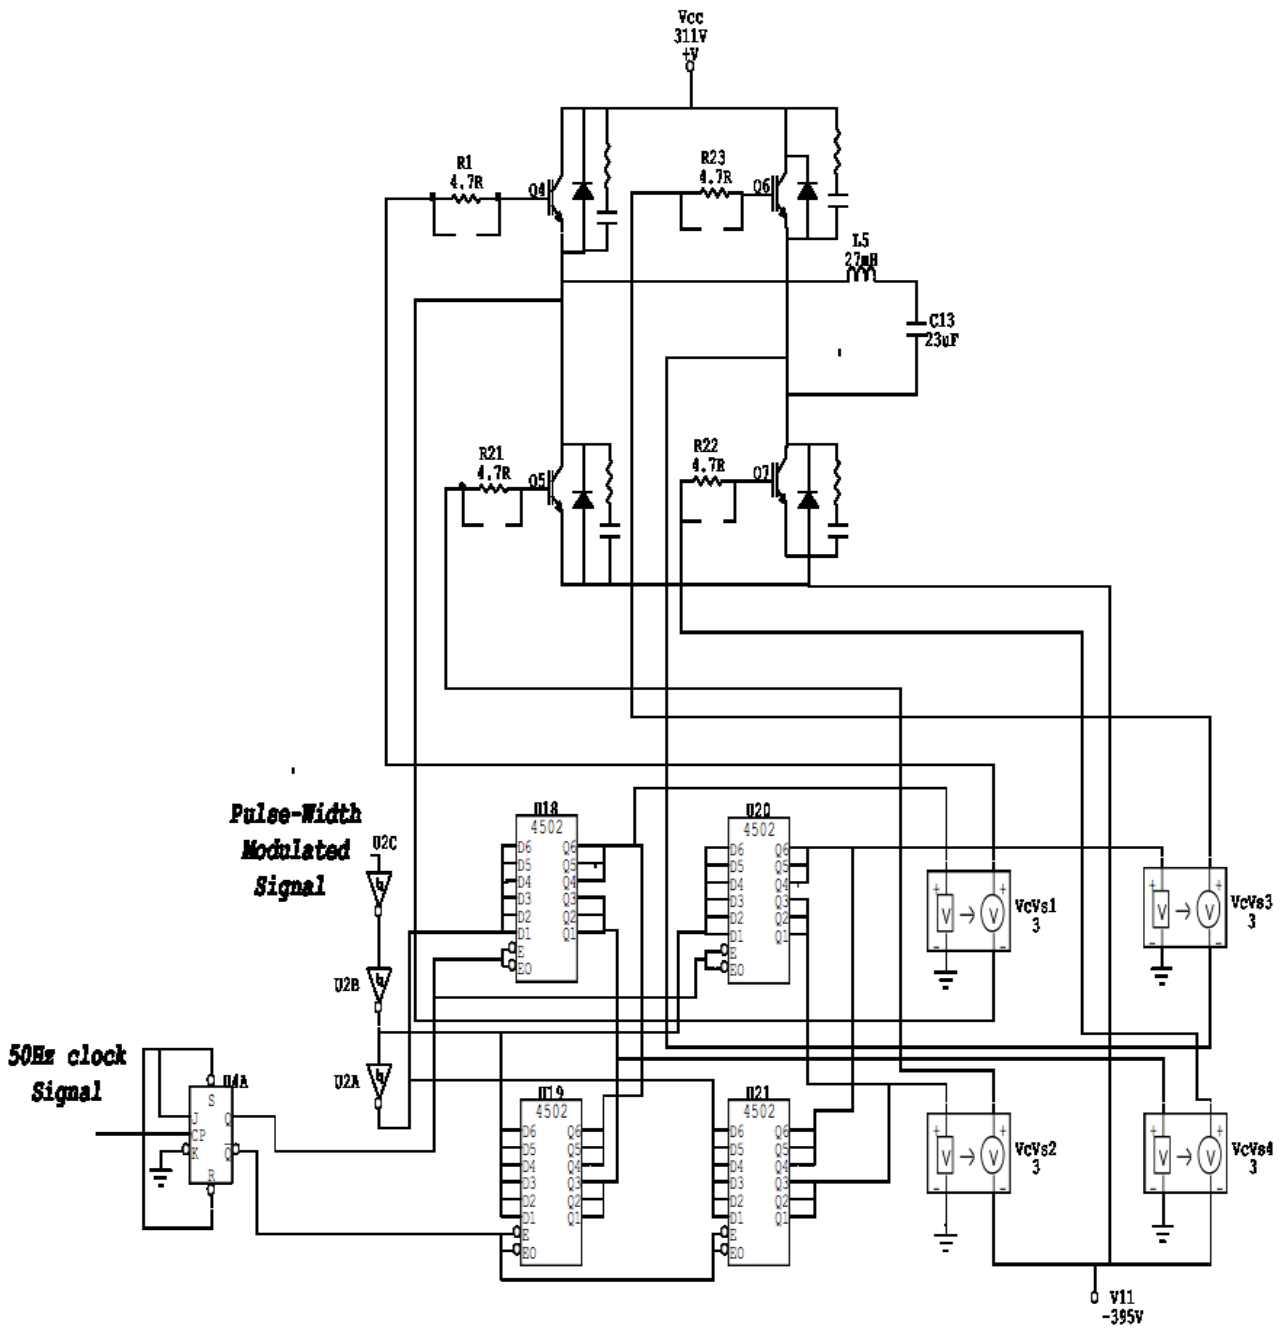 Vcc
311V
+V
R1
4.7R
Q4
R23
4.7R
Q6
L5
27mH
C13
23uF
R21
4.7R
Q5
R22
4.7R
Q7
Pulse-Width
Modulated
Signal
U2C
U2B
U2A
50Hz clock
Signal
U4A
S
J
Q
CP
K
Q
R
U18
4502
D6 Q6
D5 Q5
D4 Q4
D3 Q3
D2 Q2
D1 Q1
E
EO
U20
4502
D6 Q6
D5 Q5
D4 Q4
D3 Q3
D2 Q2
D1 Q1
E
EO
U19
4502
D6 Q6
D5 Q5
D4 Q4
D3 Q3
D2 Q2
D1 Q1
E
EO
U21
4502
D6 Q6
D5 Q5
D4 Q4
D3 Q3
D2 Q2
D1 Q1
E
EO
+ +
V → V
- -
VcVs1
3
+ +
V → V
- -
VcVs3
3
+ +
V → V
- -
VcVs2
3
+ +
V → V
- -
VcVs4
3
V11
-395V